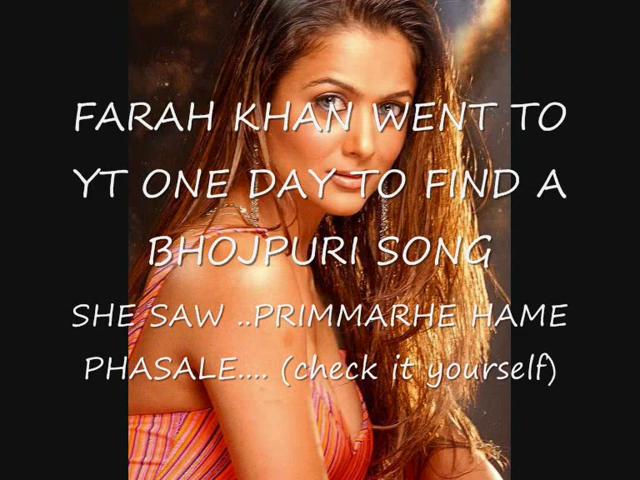 FARAH KHAN WENT TO
YT ONE DAY TO FIND A
BHOJPURI SONG
SHE SAW ..PRIMMARHE HAME
PHASALE.... (check it yourself)